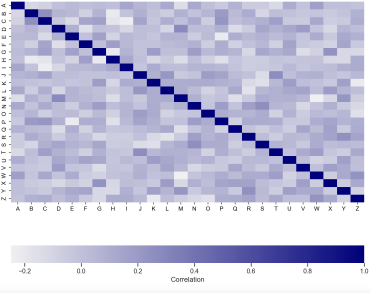 Z Y X W V U T S R Q P O N M L K J I H G F E D C B A
A B C D E F G H I J K L M N O P Q R S T U V W X Y Z
−0.2 0.0 0.2 0.4 0.6 0.8 1.0
Correlation